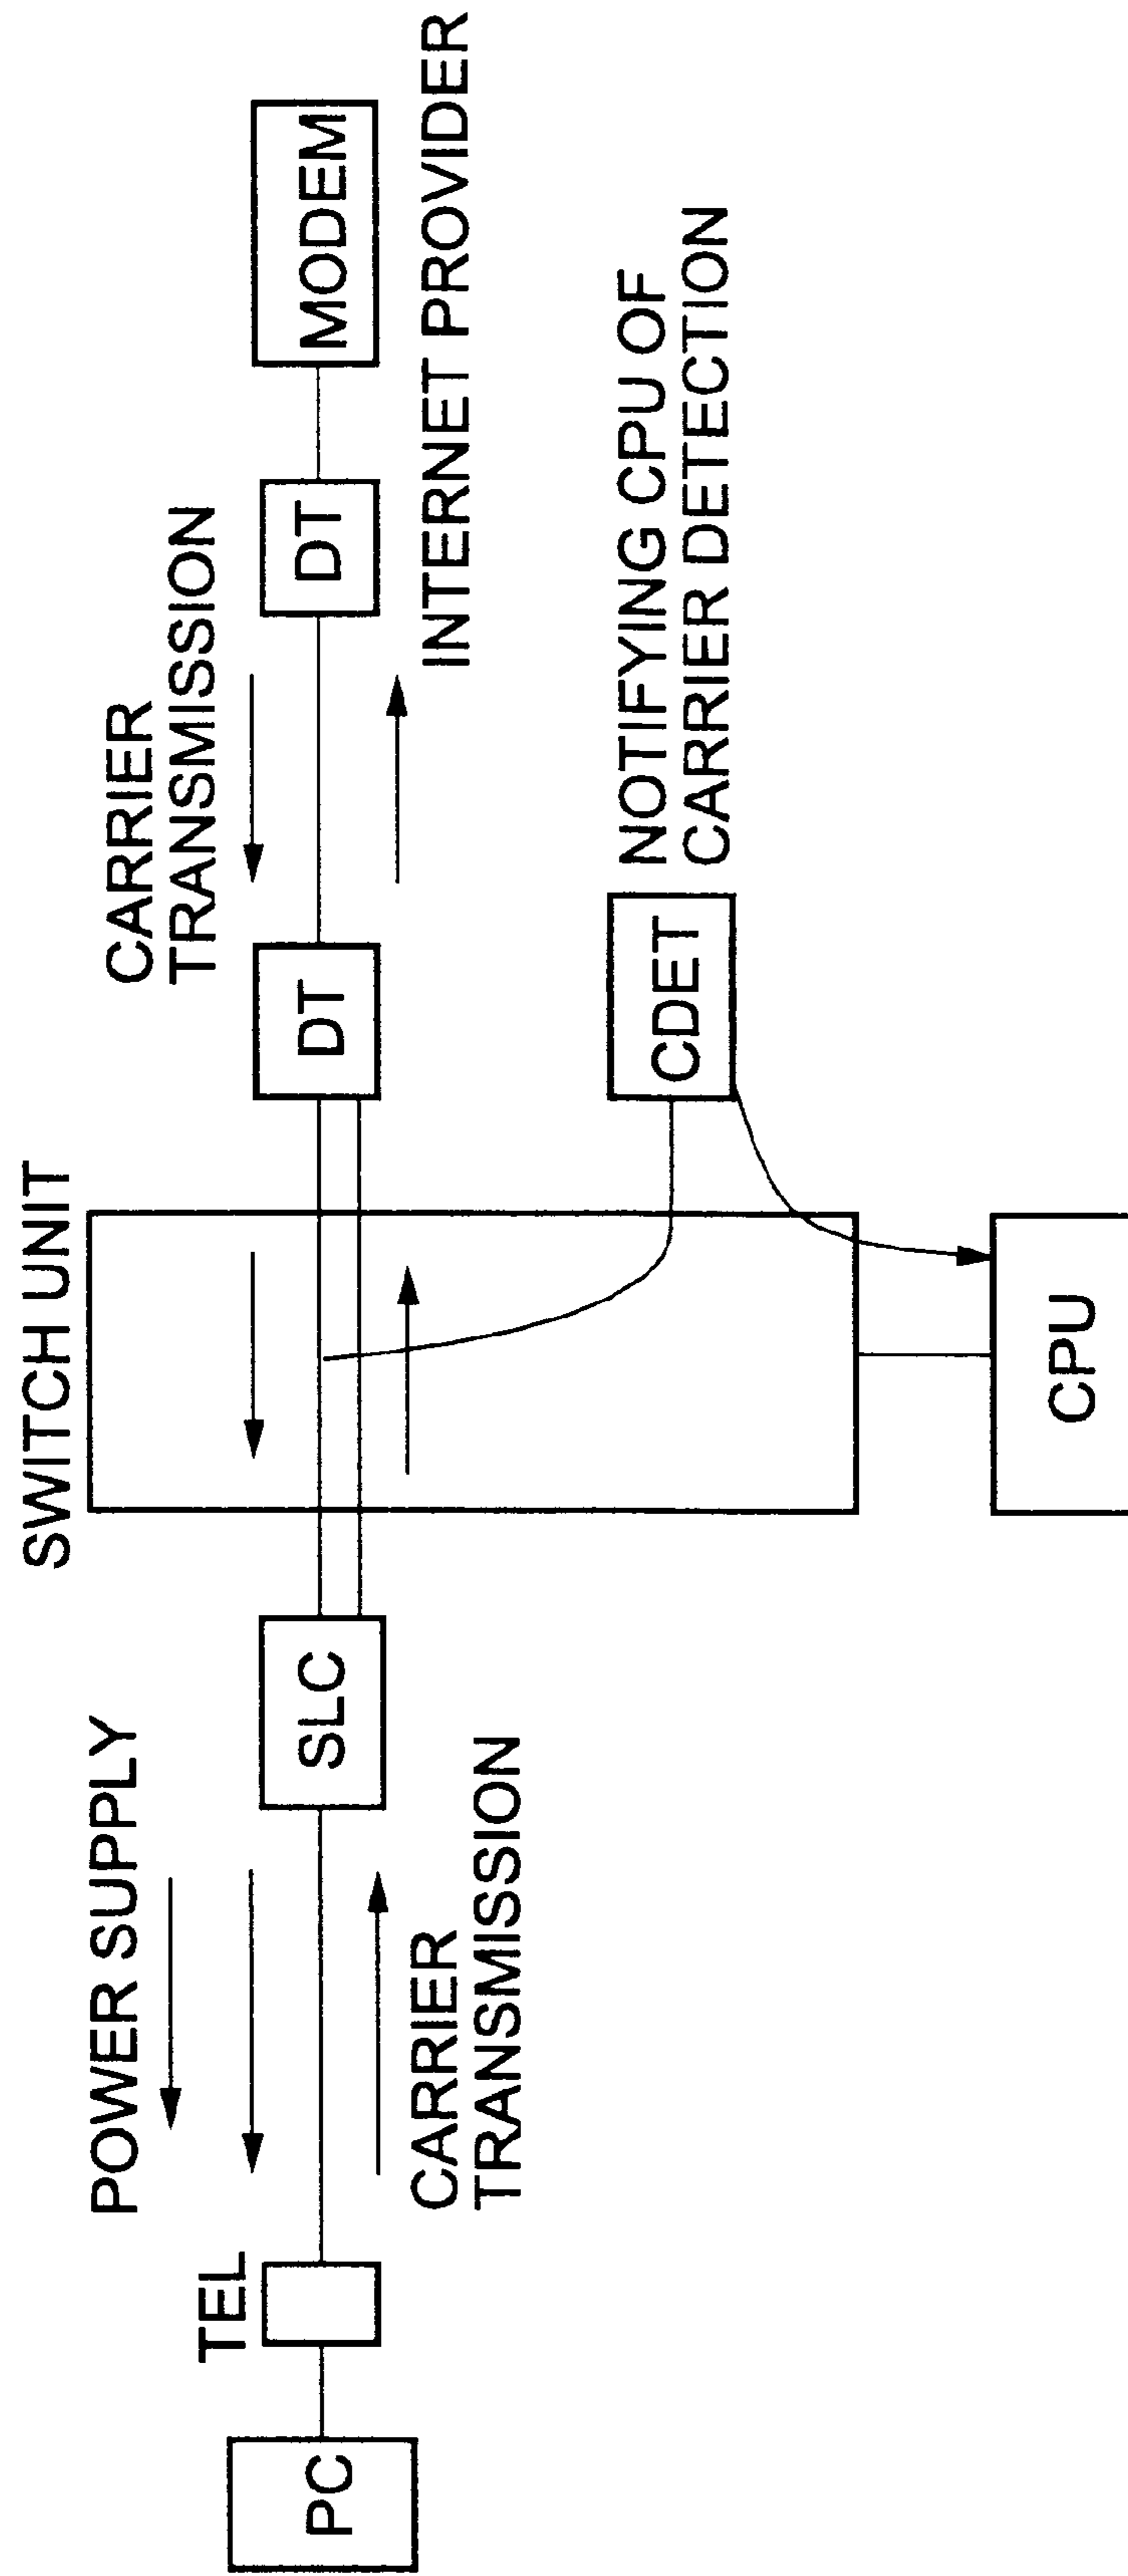 SWITCH UNIT
POWER SUPPLY
CARRIER
TRANSMISSION
TEL
PC
SLC
DT
DT
MODEM
CARRIER
TRANSMISSION
INTERNET PROVIDER
CDET
NOTIFYING CPU OF
CARRIER DETECTION
CPU